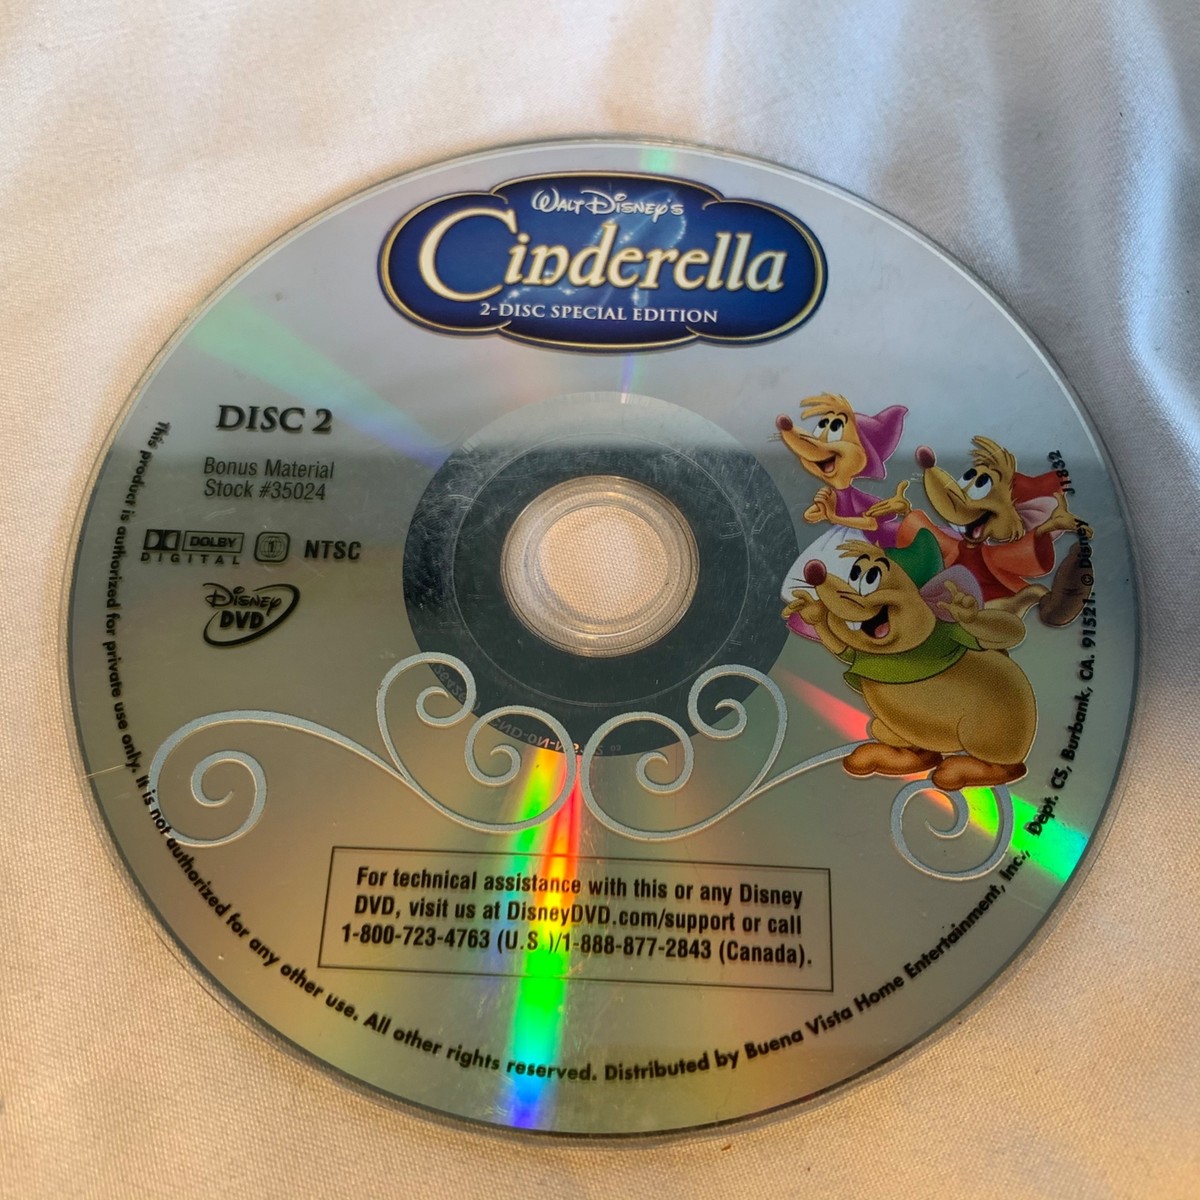 WALT DISNEY'S
Cinderella
2-DISC SPECIAL EDITION
DISC 2
Bonus Material
Stock #35024
DOLBY
DIGITAL
1
NTSC
DISNEY
DVD
For technical assistance with this or any Disney
DVD, visit us at DisneyDVD.com/support or call
1-800-723-4763 (U.S )/1-888-877-2843 (Canada).
This product is authorized for private use only. It is not authorized for any other use. All other rights reserved. Distributed by Buena Vista Home Entertainment, Inc., Dept. CS, Burbank, CA. 91521. © Disney J1832